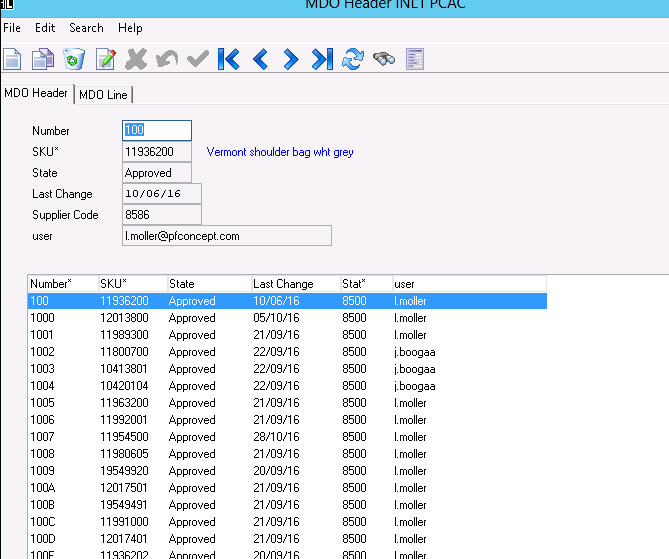 MDO Header INLT PCAC
File Edit Search Help
MDO Header MDO Line
Number 100
SKU* 11936200 Vermont shoulder bag wht grey
State Approved
Last Change 10/06/16
Supplier Code 8586
user l.moller@pfconcept.com
Number* SKU* State Last Change Stat* user
100 11936200 Approved 10/06/16 8500 l.moller
1000 12013800 Approved 05/10/16 8500 l.moller
1001 11989300 Approved 21/09/16 8500 l.moller
1002 11800700 Approved 22/09/16 8500 j.boogaa
1003 10413801 Approved 22/09/16 8500 j.boogaa
1004 10420104 Approved 22/09/16 8500 j.boogaa
1005 11963200 Approved 21/09/16 8500 l.moller
1006 11992001 Approved 21/09/16 8500 l.moller
1007 11954500 Approved 28/10/16 8500 l.moller
1008 11980605 Approved 21/09/16 8500 l.moller
1009 19549920 Approved 20/09/16 8500 l.moller
100A 12017501 Approved 21/09/16 8500 l.moller
100B 19549491 Approved 21/09/16 8500 l.moller
100C 11991000 Approved 21/09/16 8500 l.moller
100D 12017401 Approved 21/09/16 8500 l.moller
100E 11936202 Approved 20/09/16 8500 l.moller